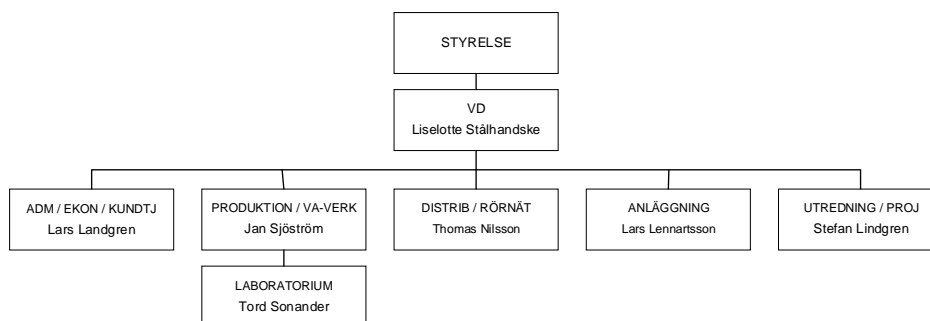 STYRELSE
VD
Liselotte Stålhandske
ADM / EKON / KUNDTJ
Lars Landgren
PRODUKTION / VA-VERK
Jan Sjöström
DISTRIB / RÖRNÄT
Thomas Nilsson
ANLÄGGNING
Lars Lennartsson
UTREDNING / PROJ
Stefan Lindgren
LABORATORIUM
Tord Sonander